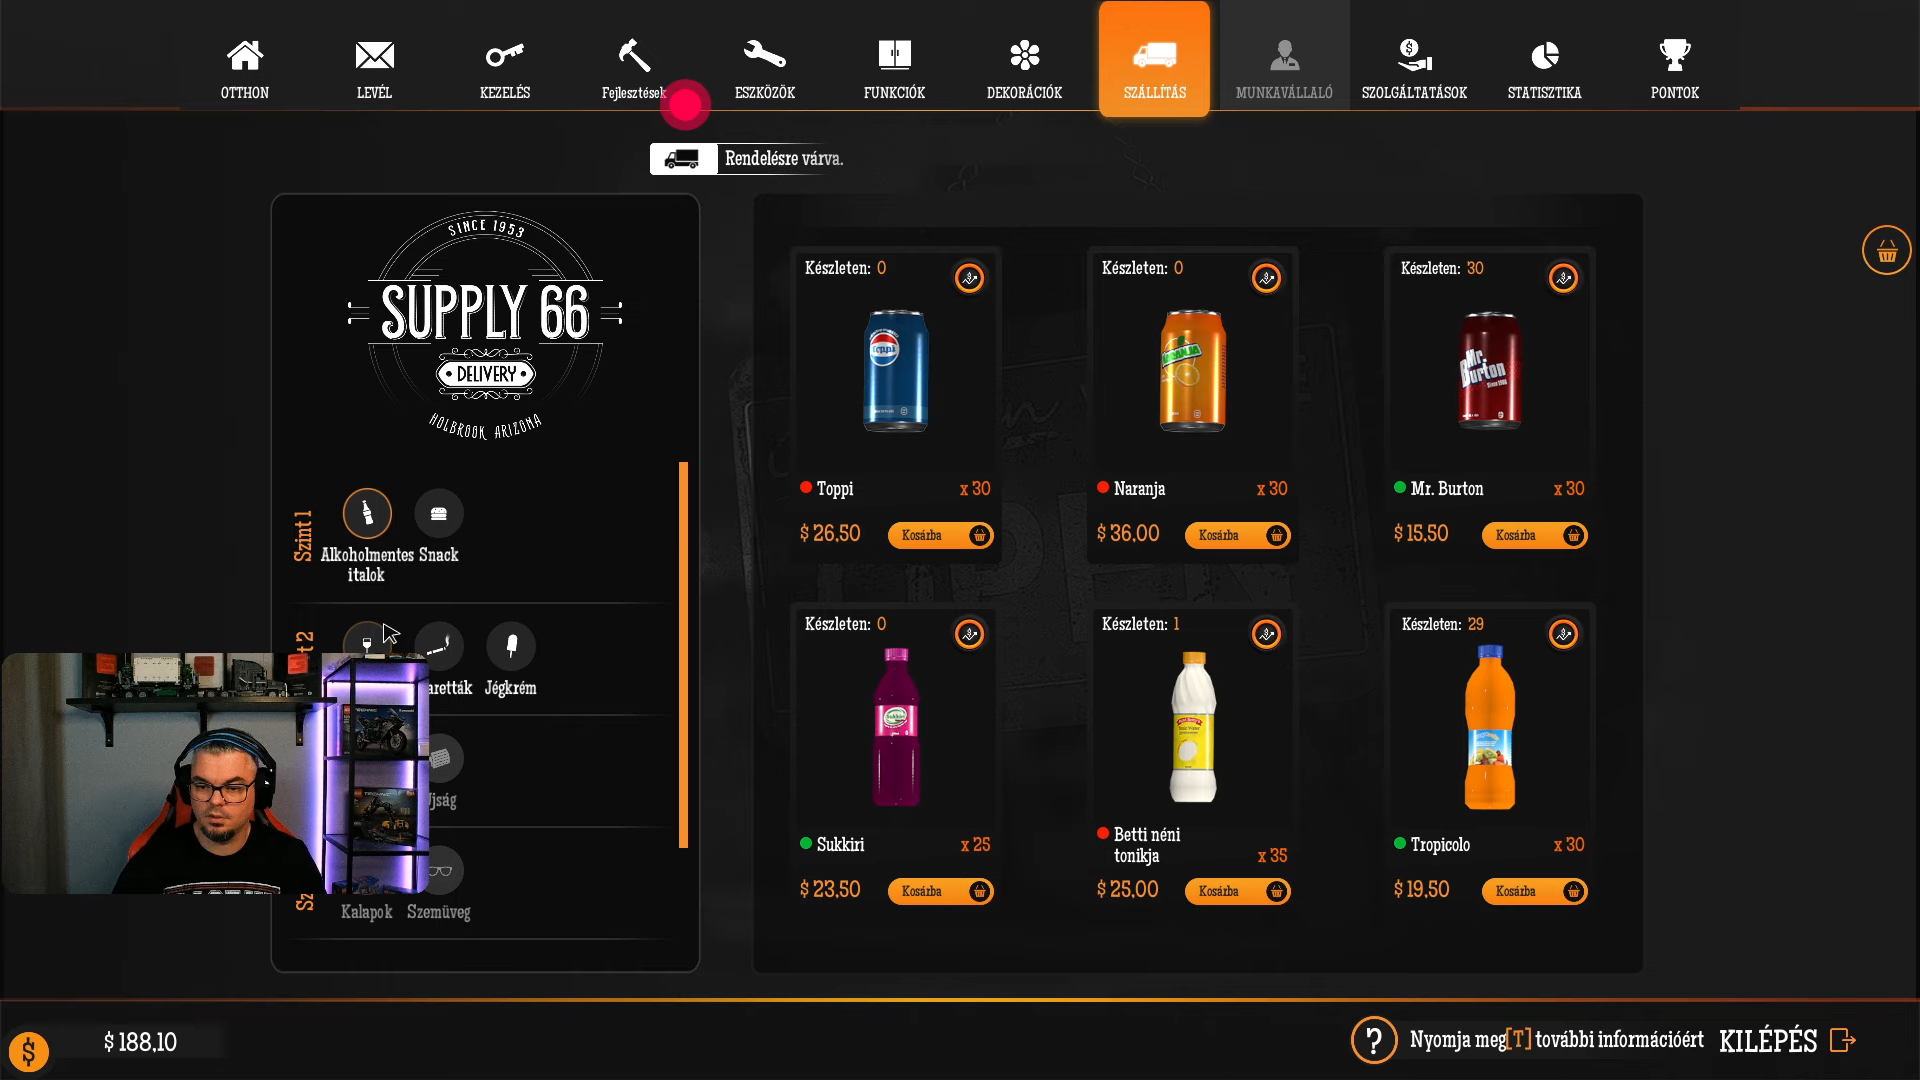 OTTHON
LEVÉL
KEZELÉS
Fejlesztések
ESZKÖZÖK
FUNKCIÓK
DEKORÁCIÓK
SZÁLLÍTÁS
MUNKAVÁLLALÓ
SZOLGÁLTATÁSOK
STATISZTIKA
PONTOK
Rendelésre várva.
SINCE 1953
SUPPLY 66
• DELIVERY •
HOLBROOK ARIZONA
Szint 1
Alkoholmentes italok
Snack
t 2
aretták
Jégkrém
jság
Sz
Kalapok
Szemüveg
Készleten: 0
Toppi
x 30
$ 26,50
Kosárba
Készleten: 0
Naranja
x 30
$ 36,00
Kosárba
Készleten: 30
Mr. Burton
x 30
$ 15,50
Kosárba
Készleten: 0
Sukkiri
x 25
$ 23,50
Kosárba
Készleten: 1
Betti néni
tonikja
x 35
$ 25,00
Kosárba
Készleten: 29
Tropicolo
x 30
$ 19,50
Kosárba
$ 188,10
Nyomja meg[T] további információért
KILÉPÉS